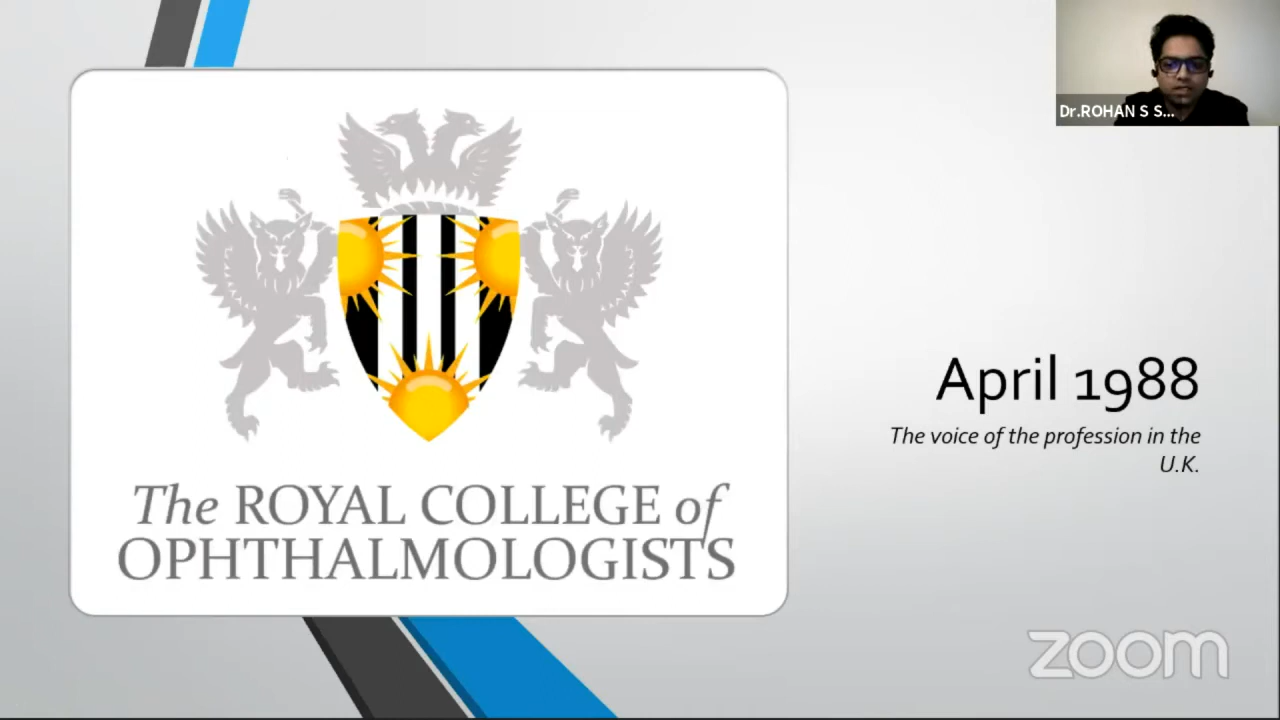 Dr.ROHAN S S...
The ROYAL COLLEGE of
OPHTHALMOLOGISTS
April 1988
The voice of the profession in the
U.K.
zoom